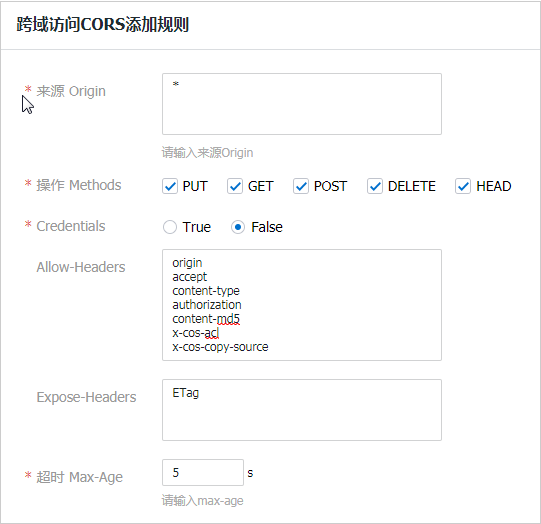 跨域访问CORS添加规则
* 来源 Origin
*
请输入来源Origin
* 操作 Methods PUT GET POST DELETE HEAD
* Credentials True False
Allow-Headers
origin
accept
content-type
authorization
content-md5
x-cos-acl
x-cos-copy-source
Expose-Headers
ETag
* 超时 Max-Age 5 s
请输入max-age